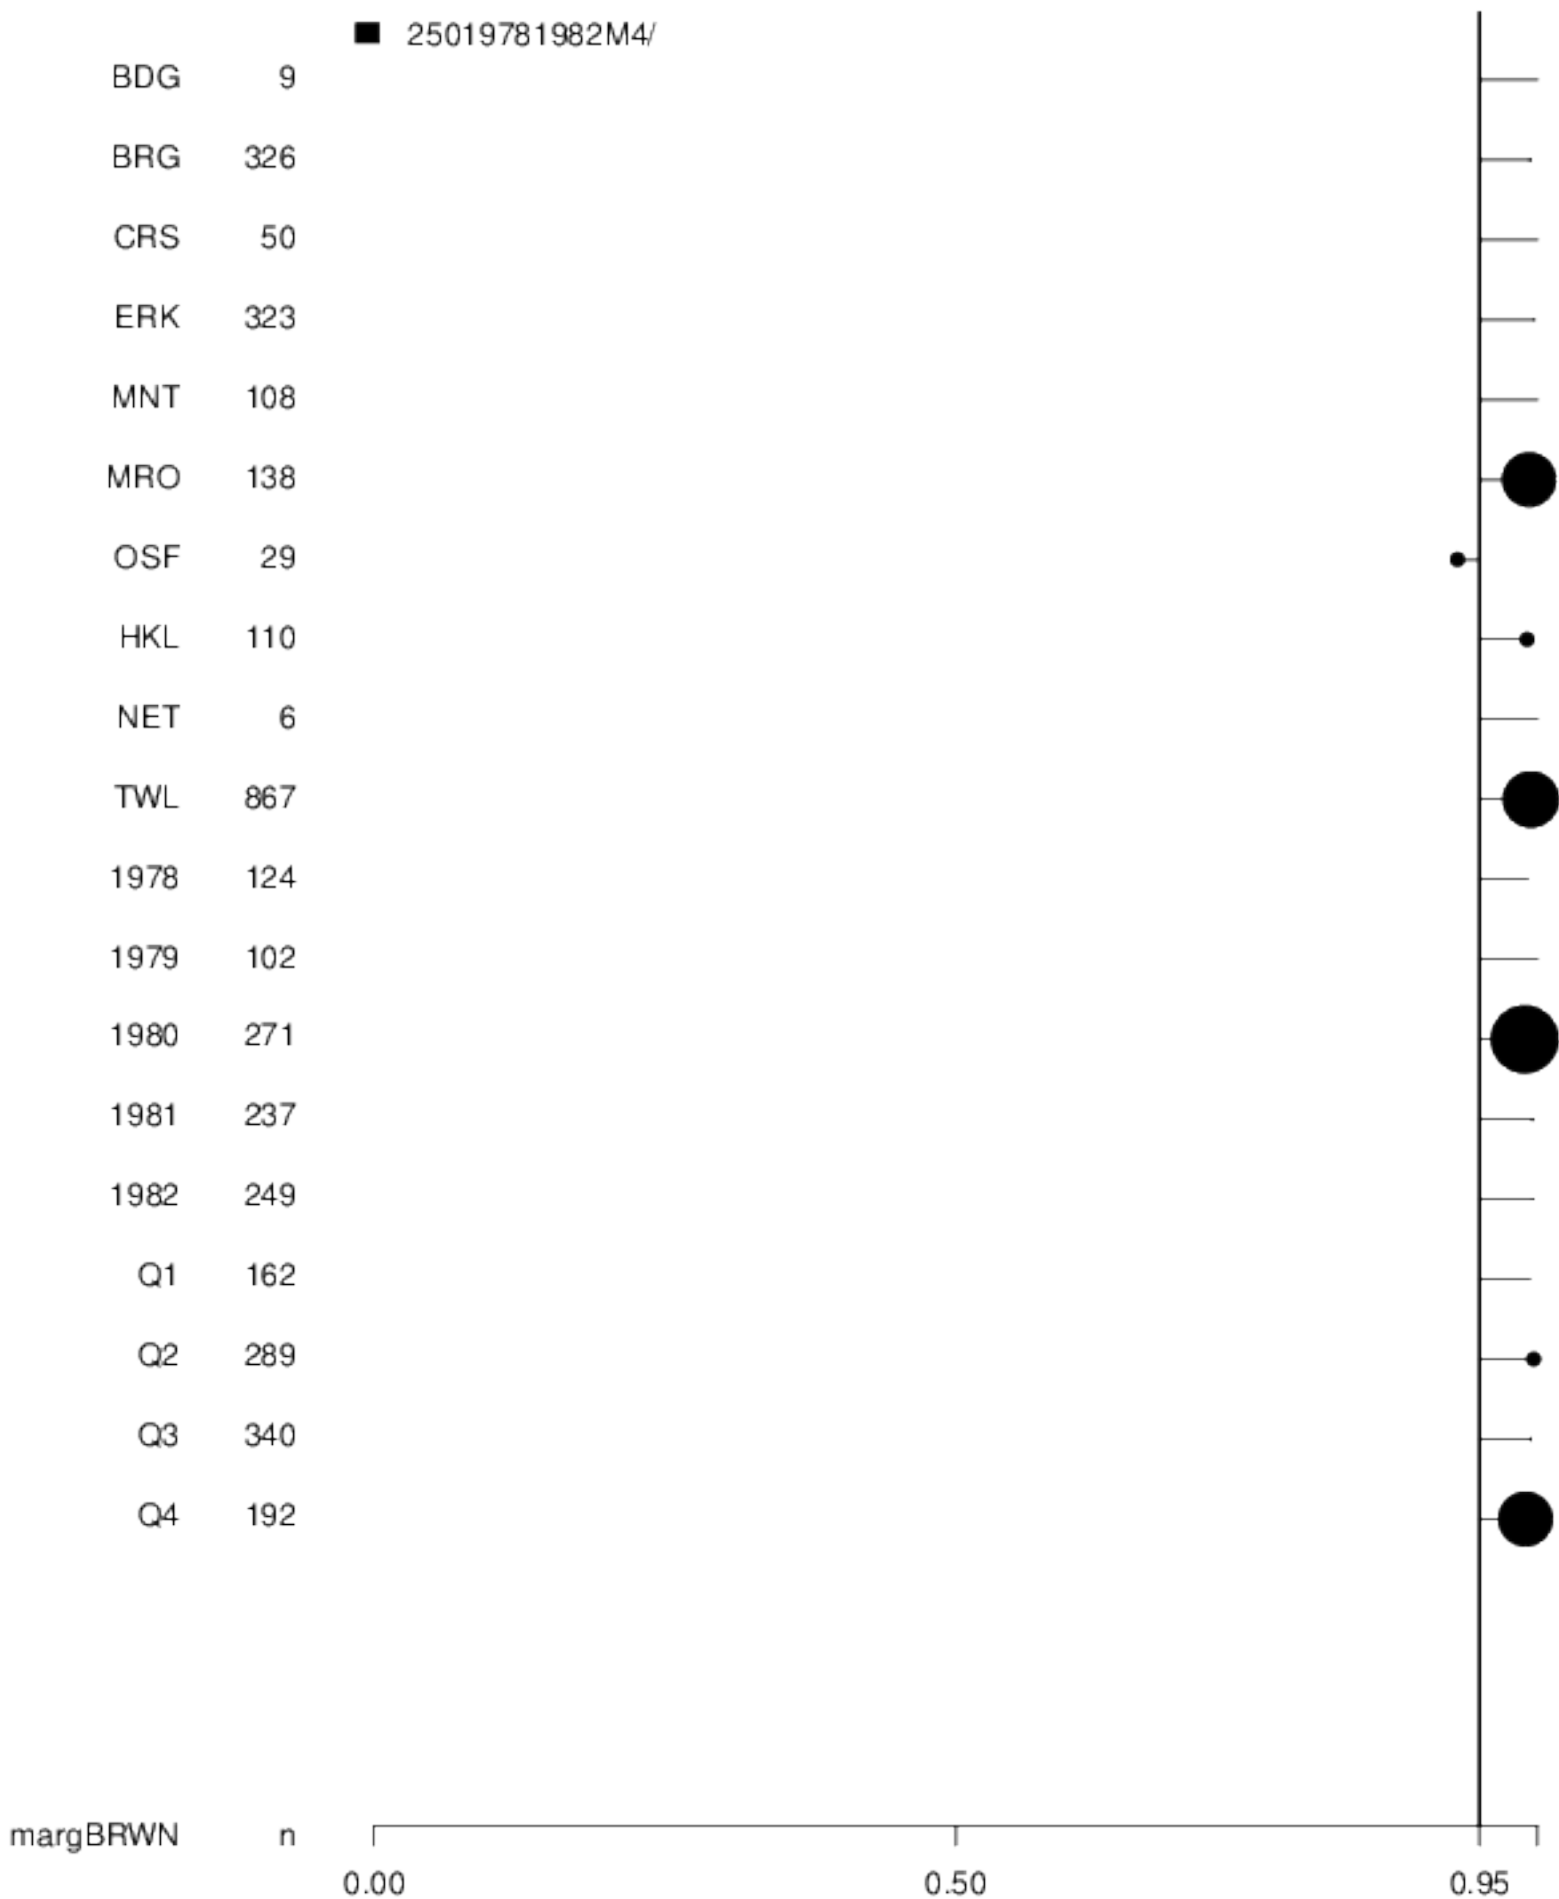 25019781982M4/
BDG 9
BRG 326
CRS 50
ERK 323
MNT 108
MRO 138
OSF 29
HKL 110
NET 6
TWL 867
1978 124
1979 102
1980 271
1981 237
1982 249
Q1 162
Q2 289
Q3 340
Q4 192
margBRWN n
0.00 0.50 0.95